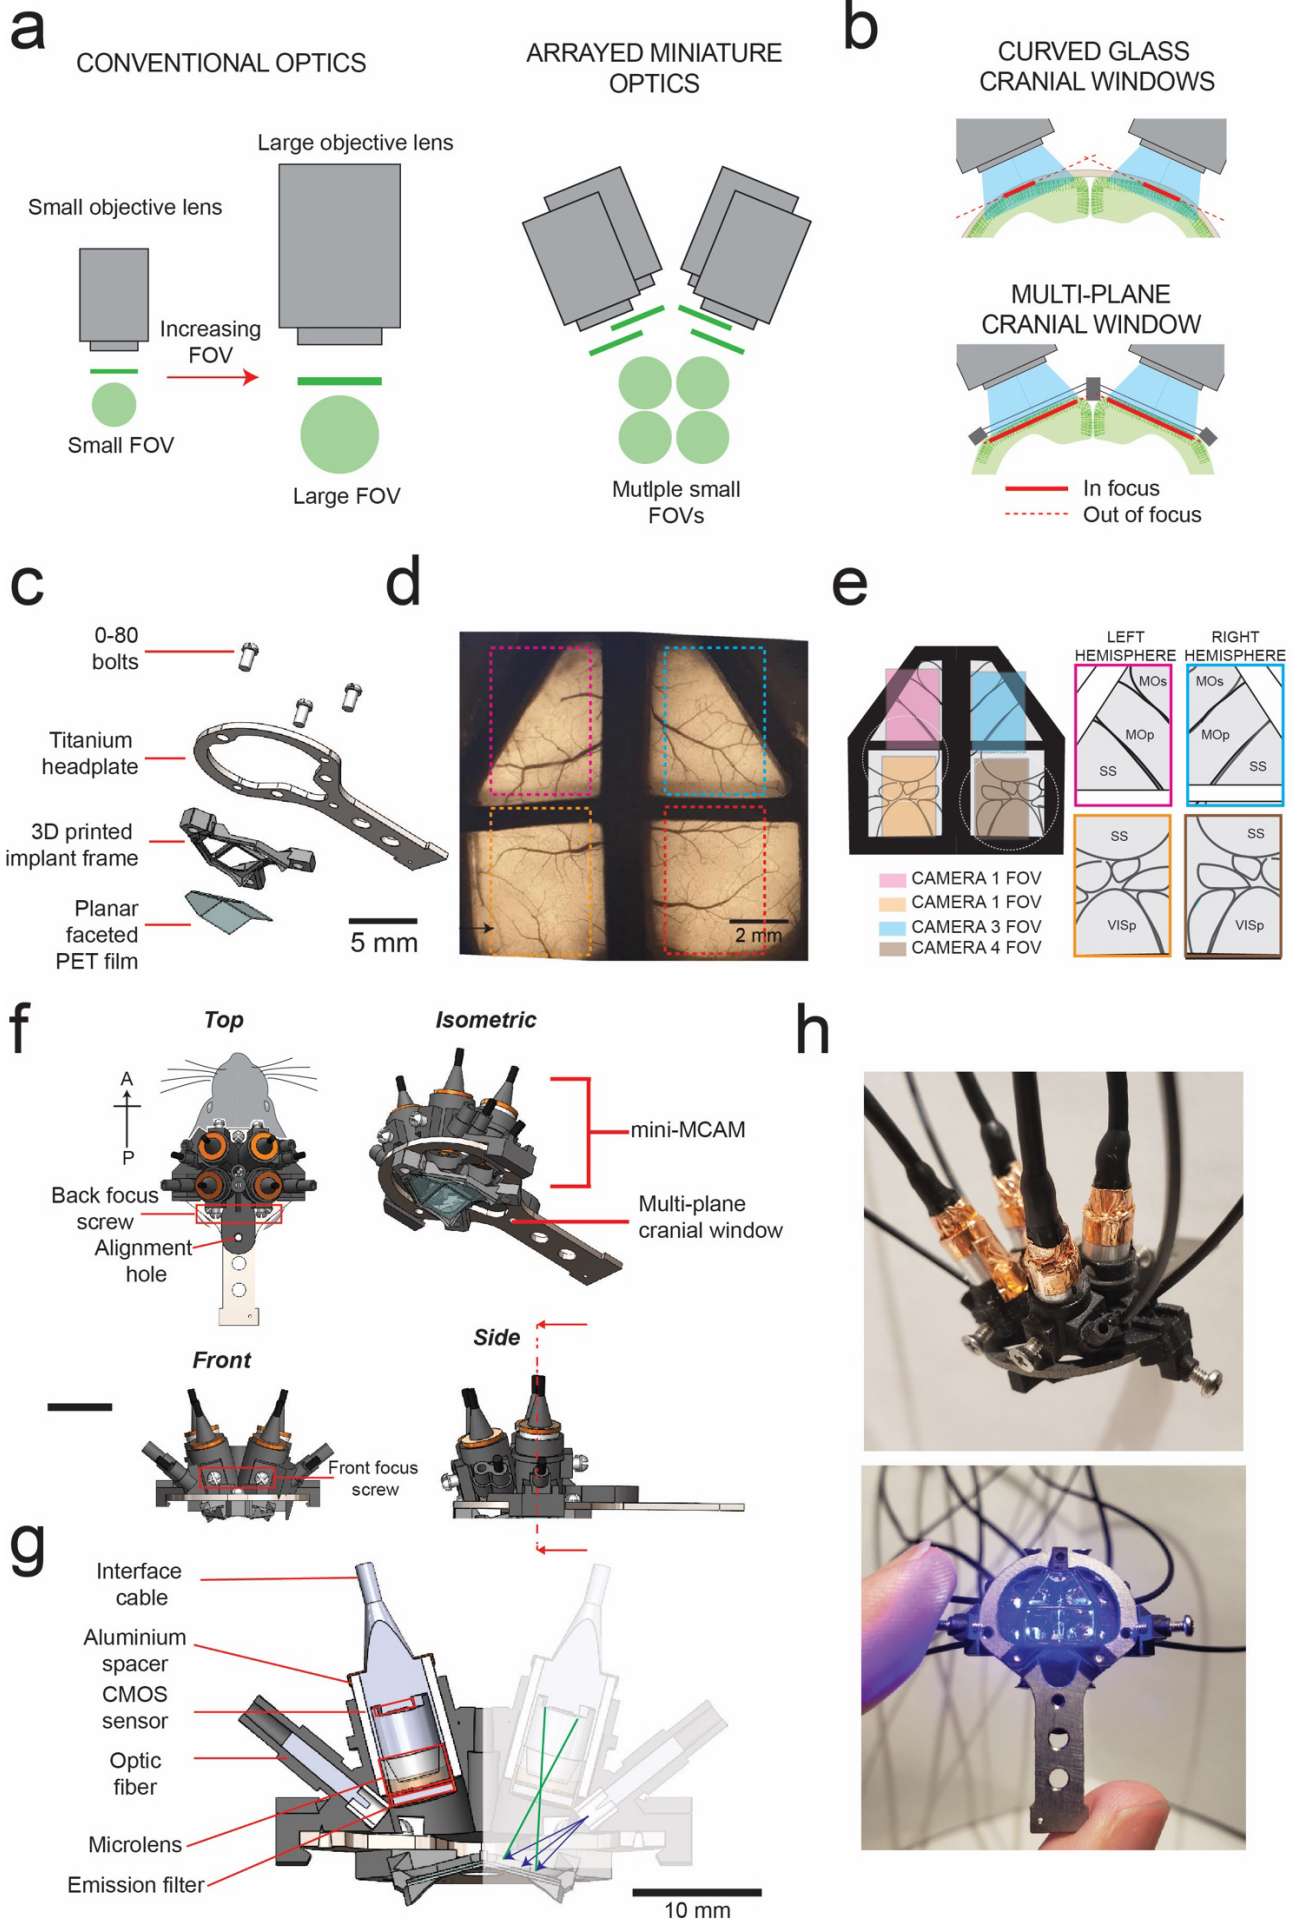 a
CONVENTIONAL OPTICS
Large objective lens
Small objective lens
Increasing
FOV
Small FOV
Large FOV
ARRAYED MINIATURE
OPTICS
Mutlple small
FOVs
b
CURVED GLASS
CRANIAL WINDOWS
MULTI-PLANE
CRANIAL WINDOW
In focus
Out of focus
c
0-80
bolts
Titanium
headplate
3D printed
implant frame
Planar
faceted
PET film
5 mm
d
2 mm
e
LEFT
HEMISPHERE
RIGHT
HEMISPHERE
MOs
MOp
SS
MOs
MOp
SS
SS
VISp
SS
VISp
CAMERA 1 FOV
CAMERA 1 FOV
CAMERA 3 FOV
CAMERA 4 FOV
f
Top
A
P
Back focus
screw
Alignment
hole
Isometric
mini-MCAM
Multi-plane
cranial window
Front
Front focus
screw
Side
g
Interface
cable
Aluminium
spacer
CMOS
sensor
Optic
fiber
Microlens
Emission filter
10 mm
h